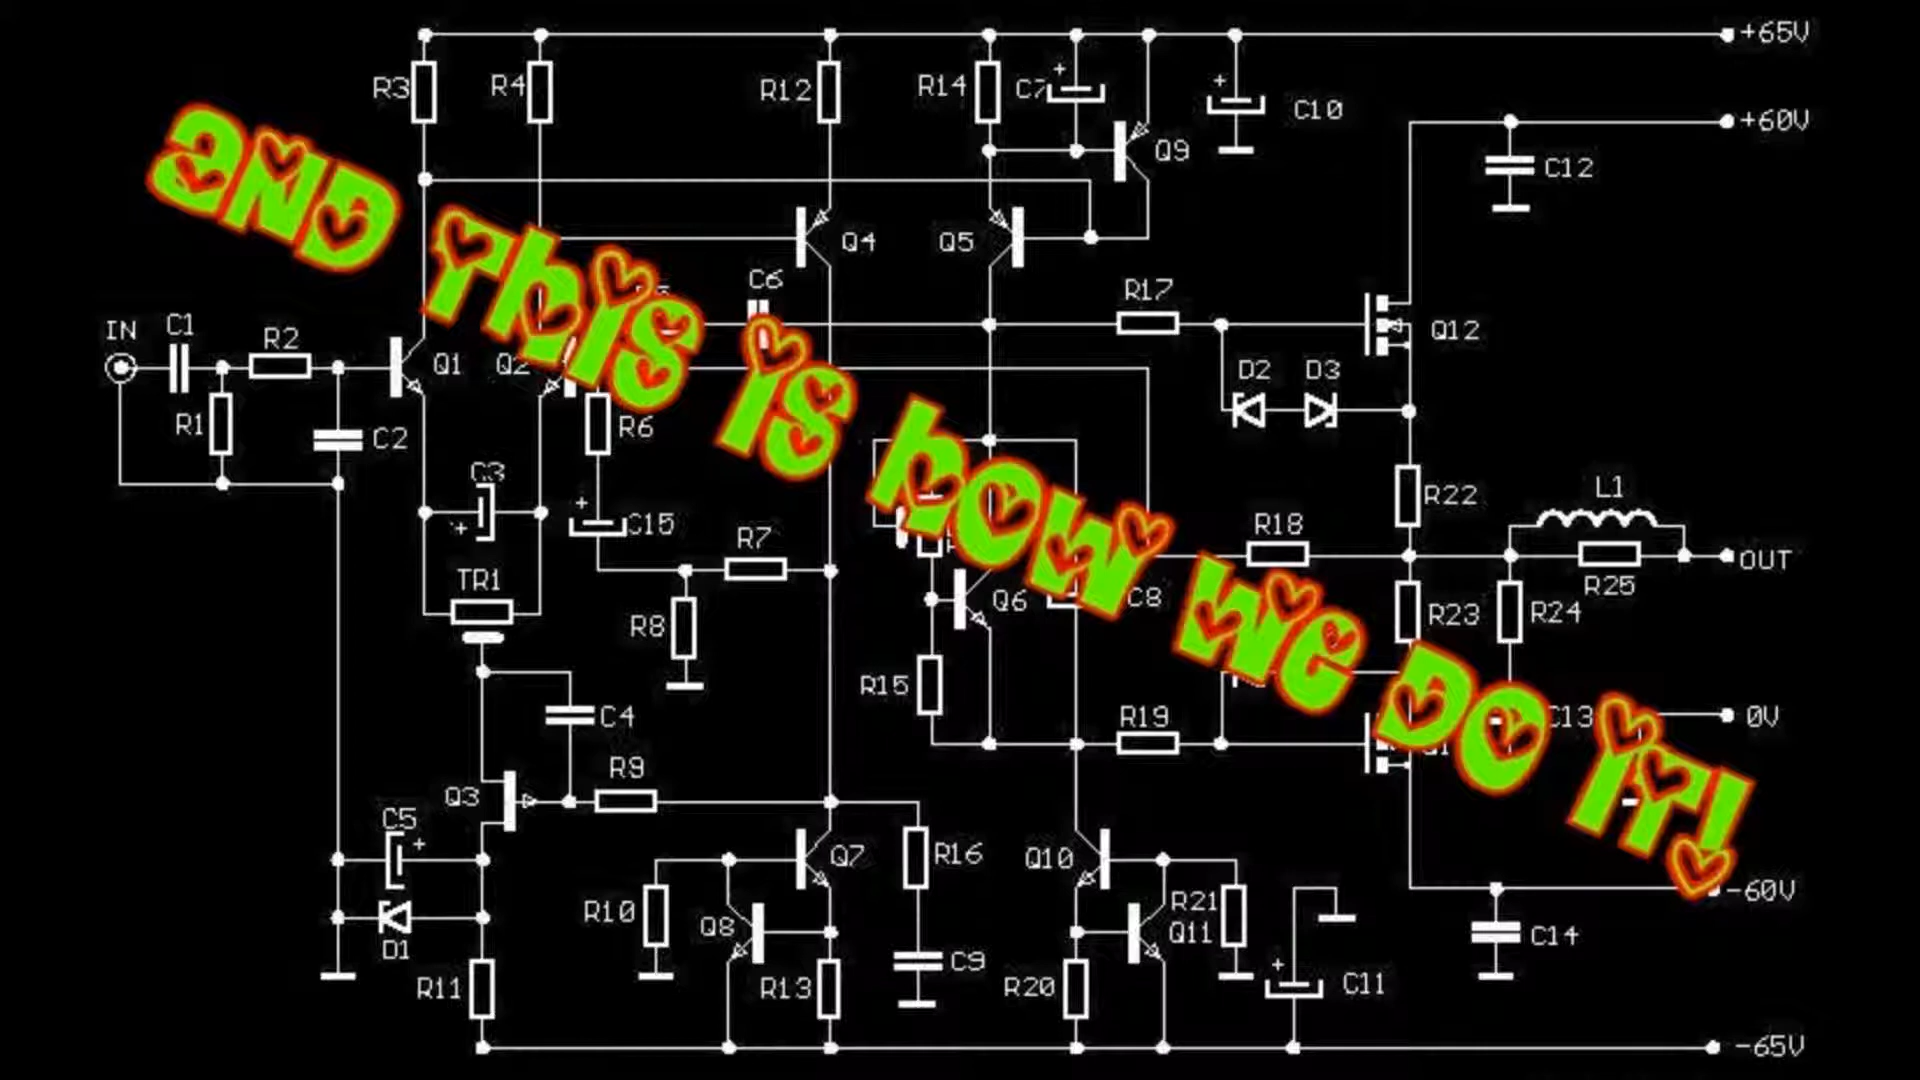 +65V
R3
R4
R12
R14
C7
+
+
C10
+60V
Q9
C12
AND THIS IS HOW WE DO IT!
Q4
Q5
C6
R17
IN
C1
R2
Q1
Q2
Q12
D2
D3
R1
C2
R6
C3
+
+
C15
R7
R22
L1
R18
OUT
R25
TR1
Q6
C8
R23
R24
R8
R15
C4
R19
C13
0V
R9
Q3
C5
+
Q7
R16
Q10
-60V
R10
Q8
R21
Q11
D1
C9
C14
R11
R13
R20
+
C11
-65V